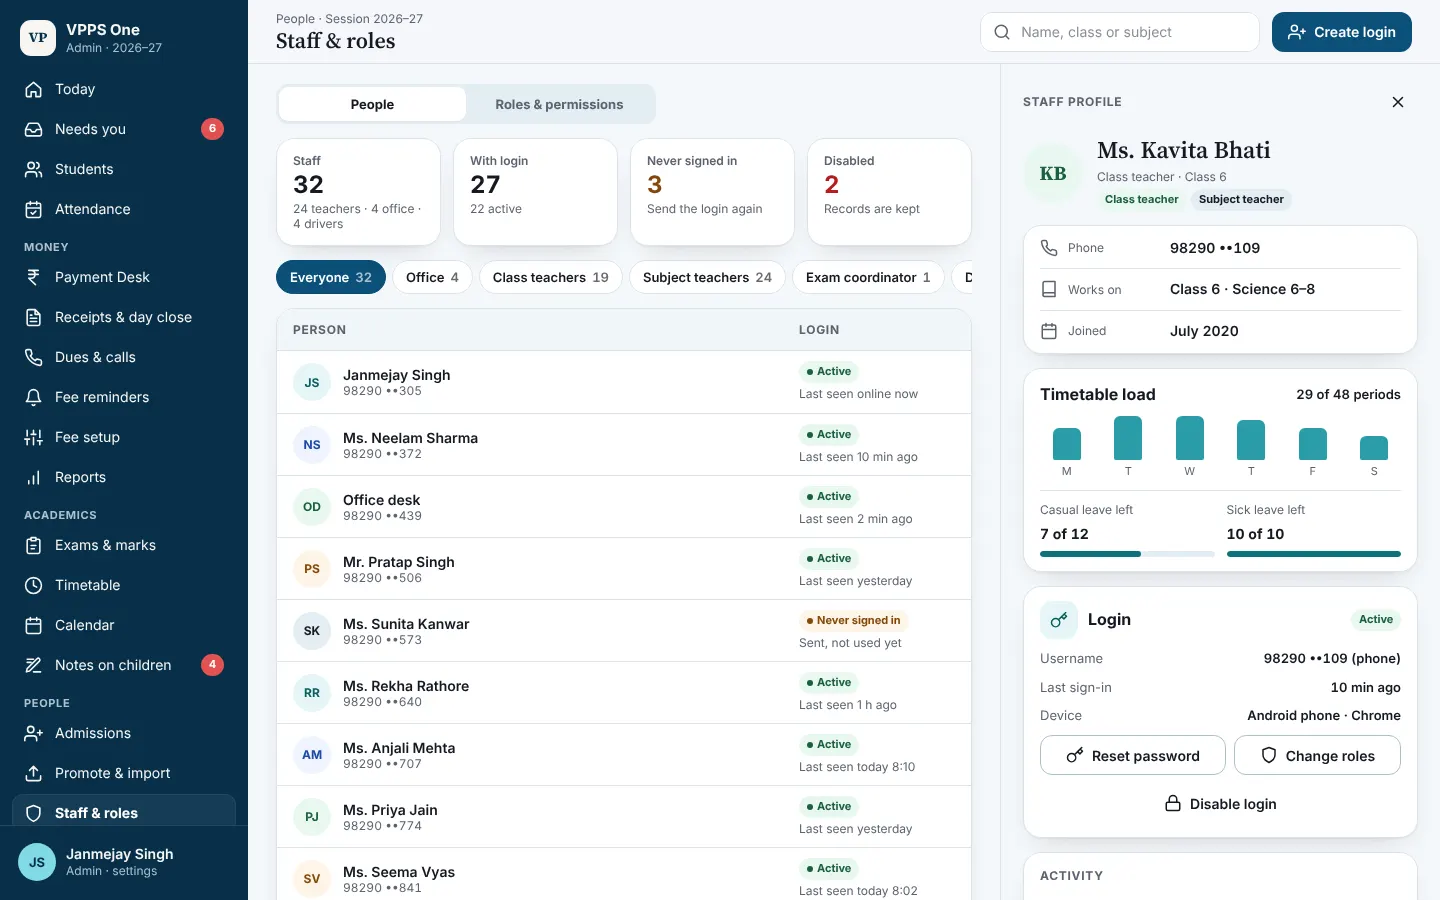 VP
VPPS One
Admin · 2026–27
Today
Needs you 6
Students
Attendance
MONEY
Payment Desk
Receipts & day close
Dues & calls
Fee reminders
Fee setup
Reports
ACADEMICS
Exams & marks
Timetable
Calendar
Notes on children 4
PEOPLE
Admissions
Promote & import
Staff & roles
JS
Janmejay Singh
Admin · settings
People · Session 2026–27
Staff & roles
Name, class or subject
Create login
People
Roles & permissions
Staff
32
24 teachers · 4 office ·
4 drivers
With login
27
22 active
Never signed in
3
Send the login again
Disabled
2
Records are kept
Everyone 32
Office 4
Class teachers 19
Subject teachers 24
Exam coordinator 1
D
PERSON LOGIN
JS
Janmejay Singh
98290 ••305
Active
Last seen online now
NS
Ms. Neelam Sharma
98290 ••372
Active
Last seen 10 min ago
OD
Office desk
98290 ••439
Active
Last seen 2 min ago
PS
Mr. Pratap Singh
98290 ••506
Active
Last seen yesterday
SK
Ms. Sunita Kanwar
98290 ••573
Never signed in
Sent, not used yet
RR
Ms. Rekha Rathore
98290 ••640
Active
Last seen 1 h ago
AM
Ms. Anjali Mehta
98290 ••707
Active
Last seen today 8:10
PJ
Ms. Priya Jain
98290 ••774
Active
Last seen yesterday
SV
Ms. Seema Vyas
98290 ••841
Active
Last seen today 8:02
STAFF PROFILE
KB
Ms. Kavita Bhati
Class teacher · Class 6
Class teacher
Subject teacher
Phone 98290 ••109
Works on Class 6 · Science 6–8
Joined July 2020
Timetable load 29 of 48 periods
M T W T F S
Casual leave left
7 of 12
Sick leave left
10 of 10
Login Active
Username 98290 ••109 (phone)
Last sign-in 10 min ago
Device Android phone · Chrome
Reset password
Change roles
Disable login
ACTIVITY